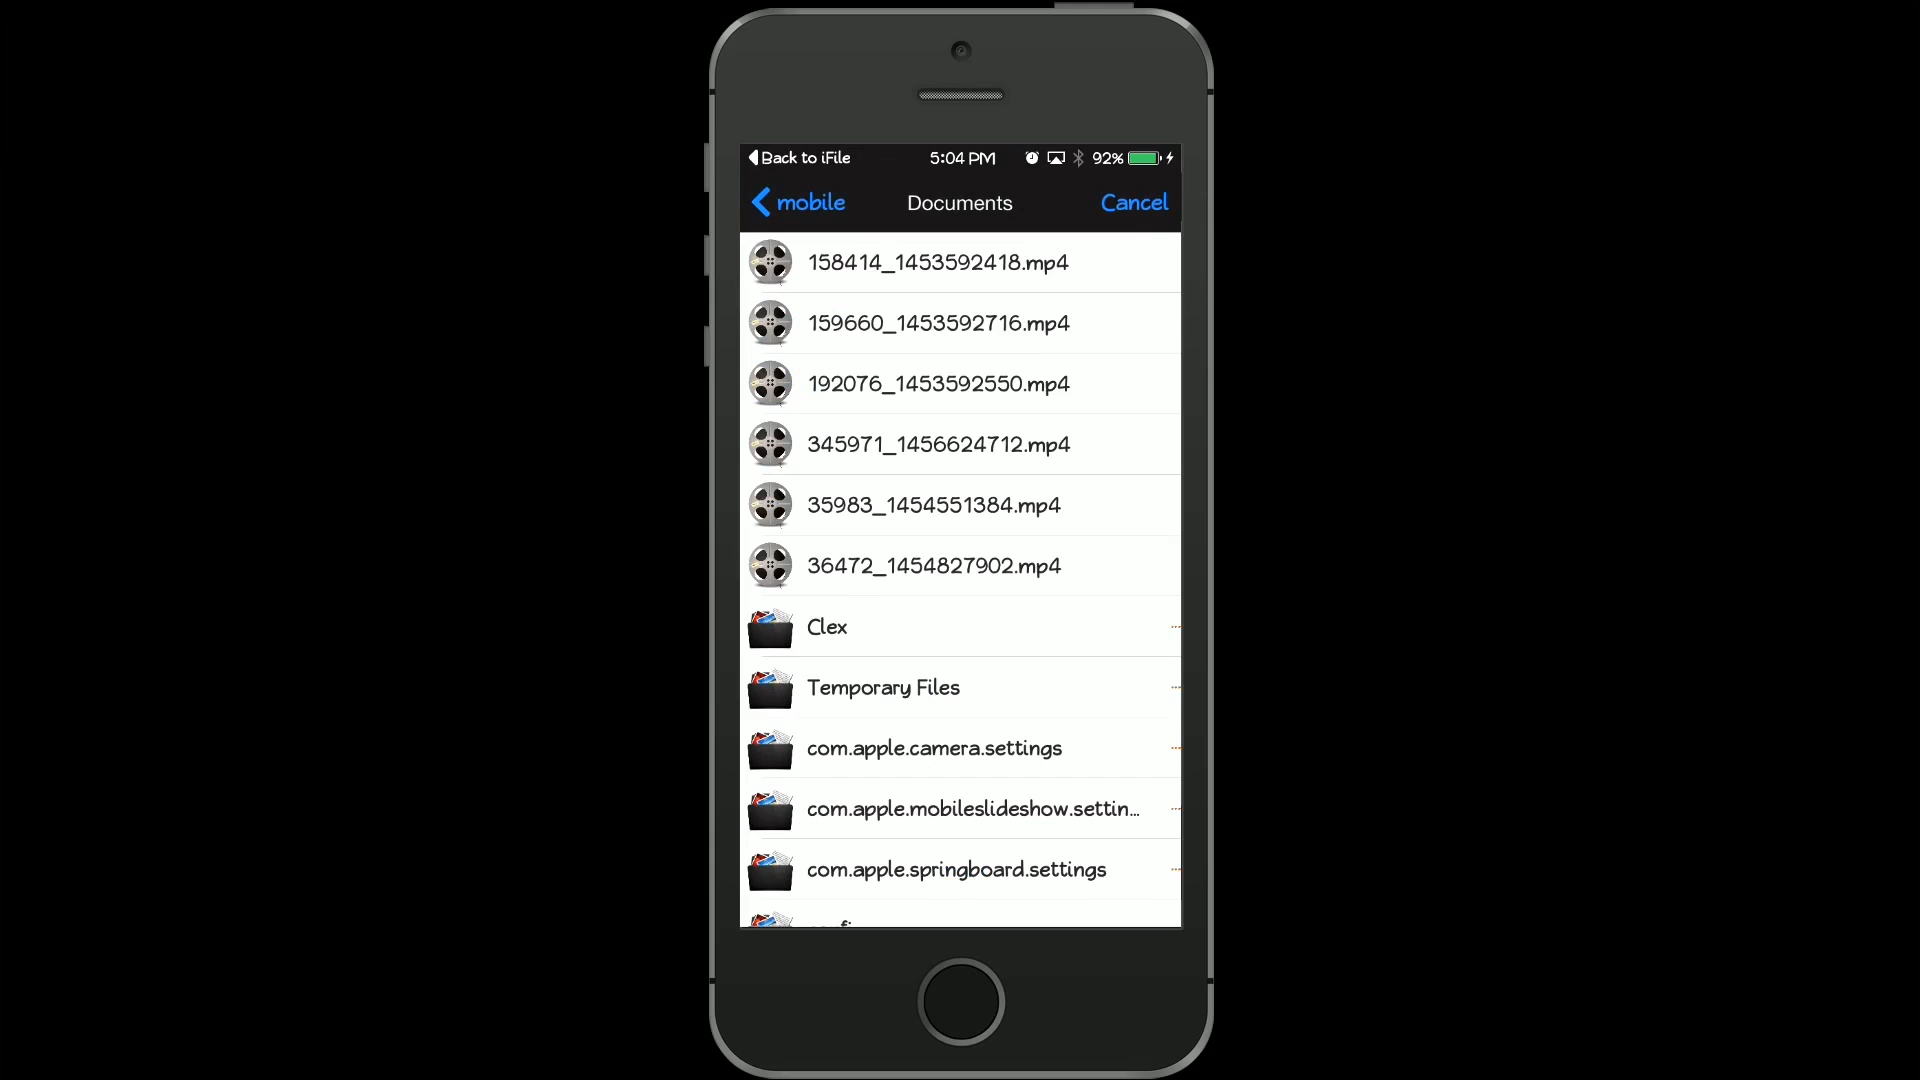 Back to iFile 5:04 PM 92%
mobile Documents Cancel
158414_1453592418.mp4
159660_1453592716.mp4
192076_1453592550.mp4
345971_1456624712.mp4
35983_1454551384.mp4
36472_1454827902.mp4
Clex
Temporary Files
com.apple.camera.settings
com.apple.mobileslideshow.settin...
com.apple.springboard.settings